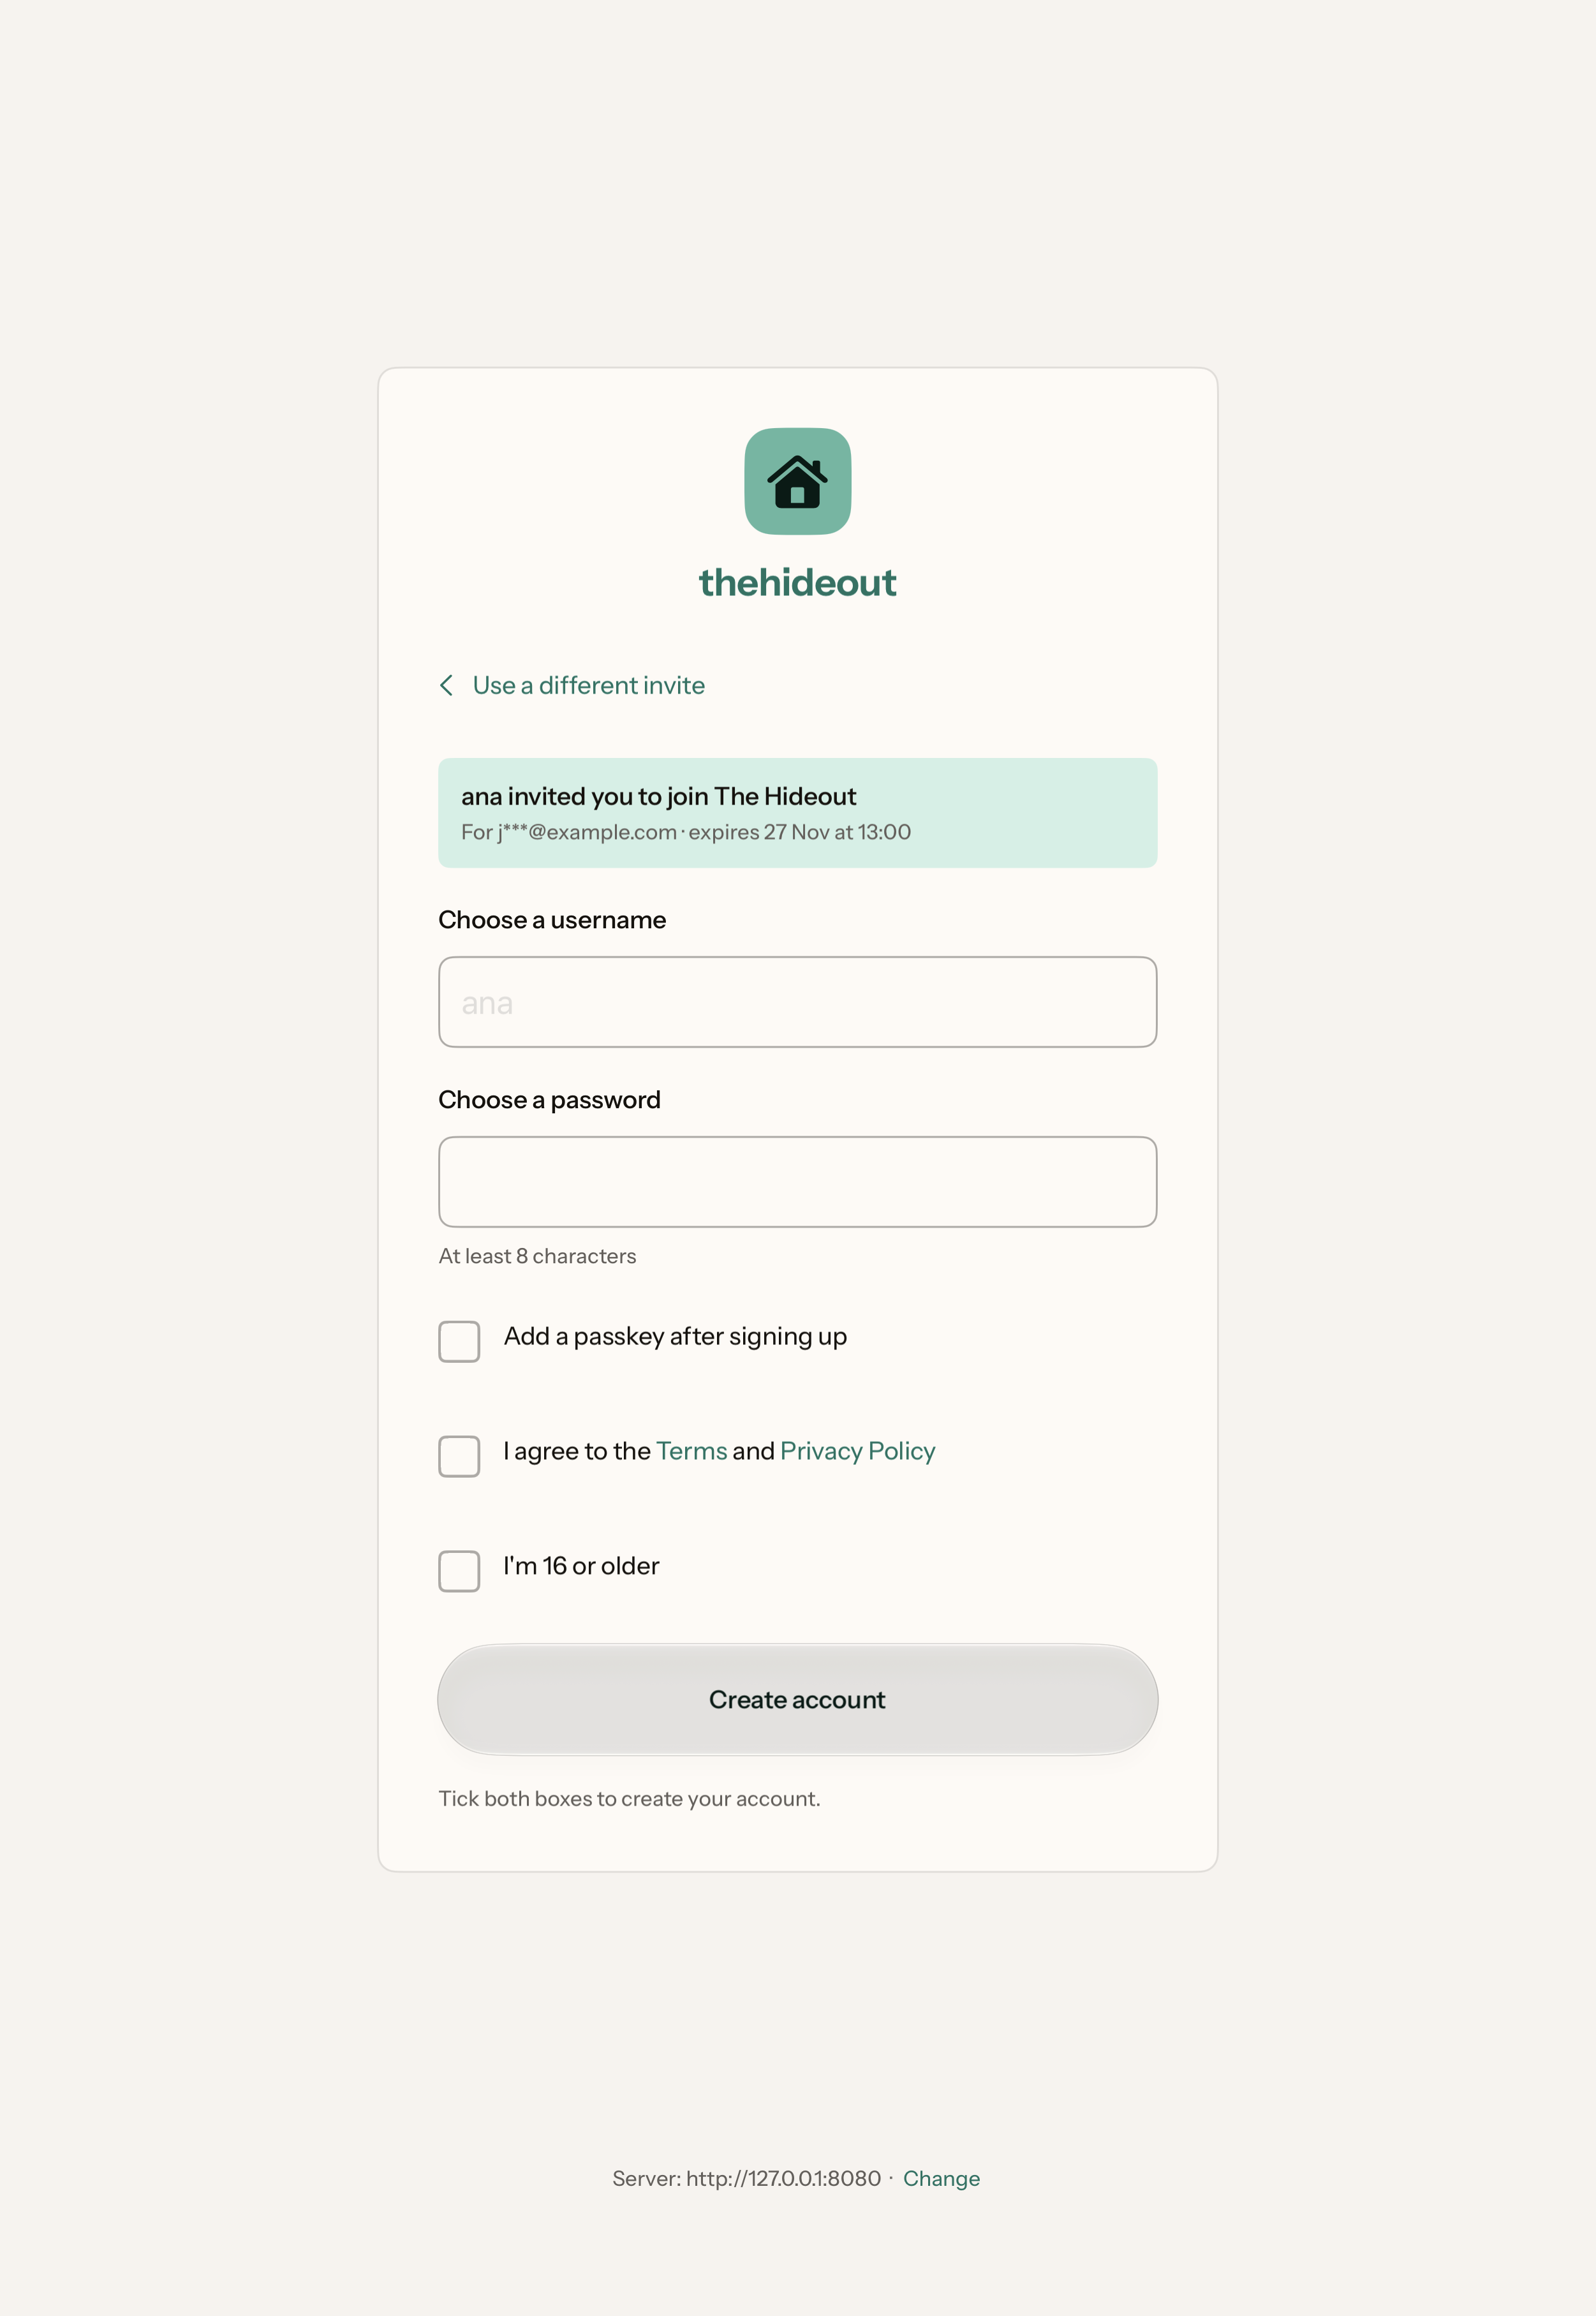 thehideout
Use a different invite
ana invited you to join The Hideout
For j***@example.com · expires 27 Nov at 13:00
Choose a username
ana
Choose a password
At least 8 characters
Add a passkey after signing up
I agree to the Terms and Privacy Policy
I'm 16 or older
Create account
Tick both boxes to create your account.
Server: http://127.0.0.1:8080 · Change